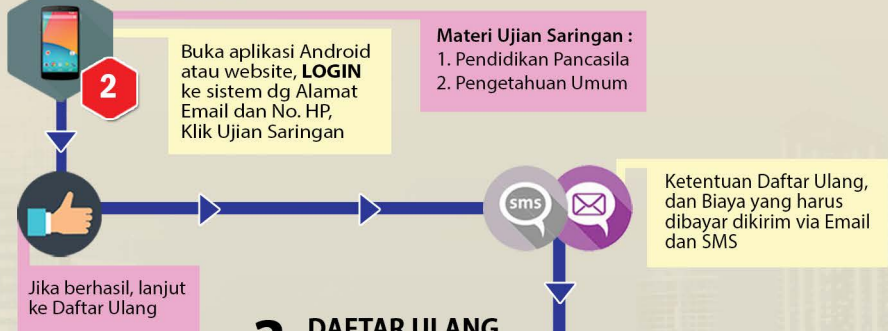 2
Buka aplikasi Android
atau website, LOGIN
ke sistem dg Alamat
Email dan No. HP,
Klik Ujian Saringan
Materi Ujian Saringan :
1. Pendidikan Pancasila
2. Pengetahuan Umum
sms
Ketentuan Daftar Ulang,
dan Biaya yang harus
dibayar dikirim via Email
dan SMS
Jika berhasil, lanjut
ke Daftar Ulang
DAFTAR ULANG